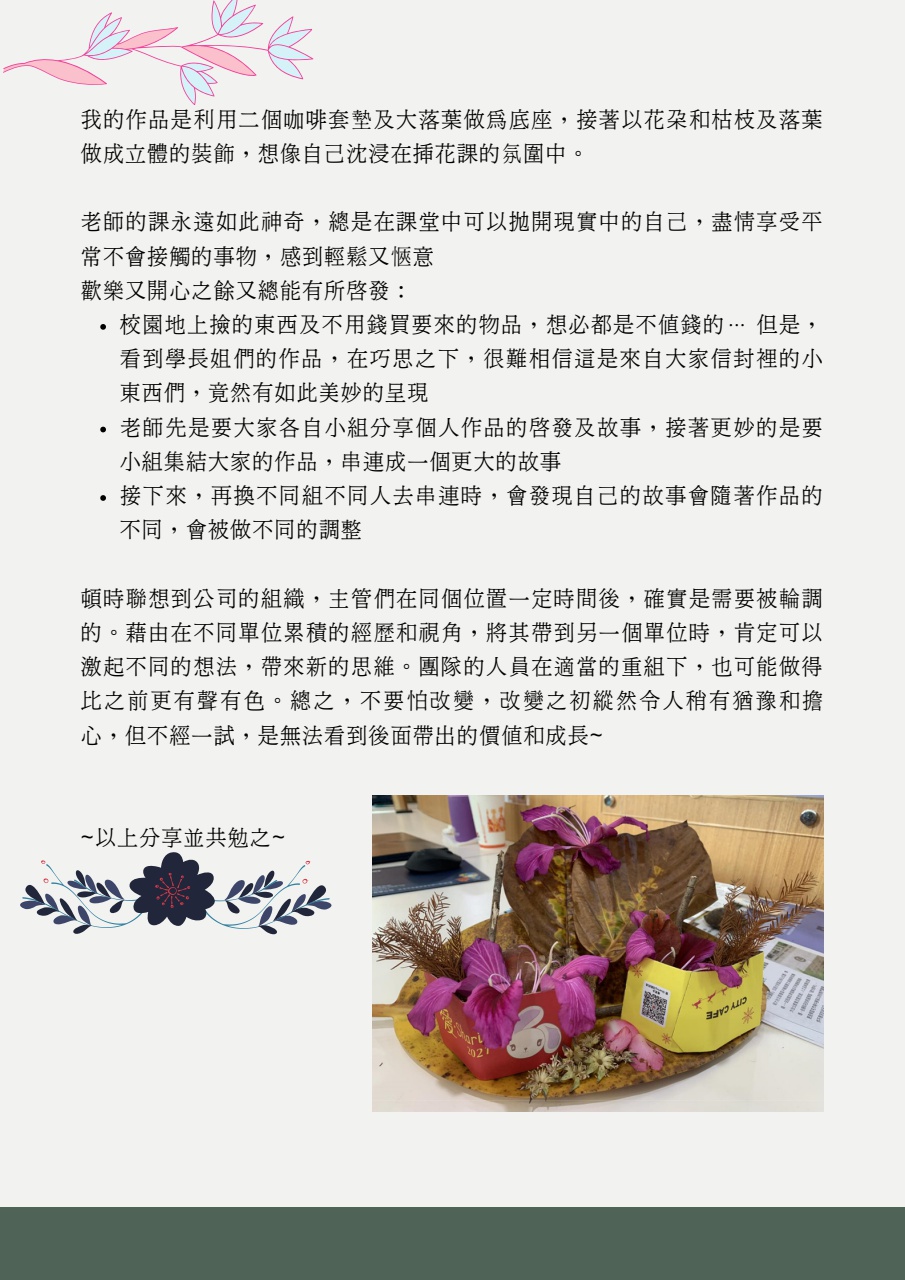 我的作品是利用二個咖啡套墊及大落葉做為底座，接著以花朵和枯枝及落葉
做成立體的裝飾，想像自己沈浸在插花課的氛圍中。
老師的課永遠如此神奇，總是在課堂中可以拋開現實中的自己，盡情享受平
常不會接觸的事物，感到輕鬆又愜意
歡樂又開心之餘又總能有所啓發：
• 校園地上撿的東西及不用錢買要來的物品，想必都是不值錢的… 但是，
看到學長姐們的作品，在巧思之下，很難相信這是來自大家信封裡的小
東西們，竟然有如此美妙的呈現
• 老師先是要大家各自小組分享個人作品的啓發及故事，接著更妙的是要
小組集結大家的作品，串連成一個更大的故事
• 接下來，再換不同組不同人去串連時，會發現自己的故事會隨著作品的
不同，會被做不同的調整
頓時聯想到公司的組織，主管們在同個位置一定時間後，確實是需要被輪調
的。藉由在不同單位累積的經歷和視角，將其帶到另一個單位時，肯定可以
激起不同的想法，帶來新的思維。團隊的人員在適當的重組下，也可能做得
比之前更有聲有色。總之，不要怕改變，改變之初縱然令人稍有猶豫和擔
心，但不經一試，是無法看到後面帶出的價值和成長~
~以上分享並共勉之~
2021
CITY CAFE